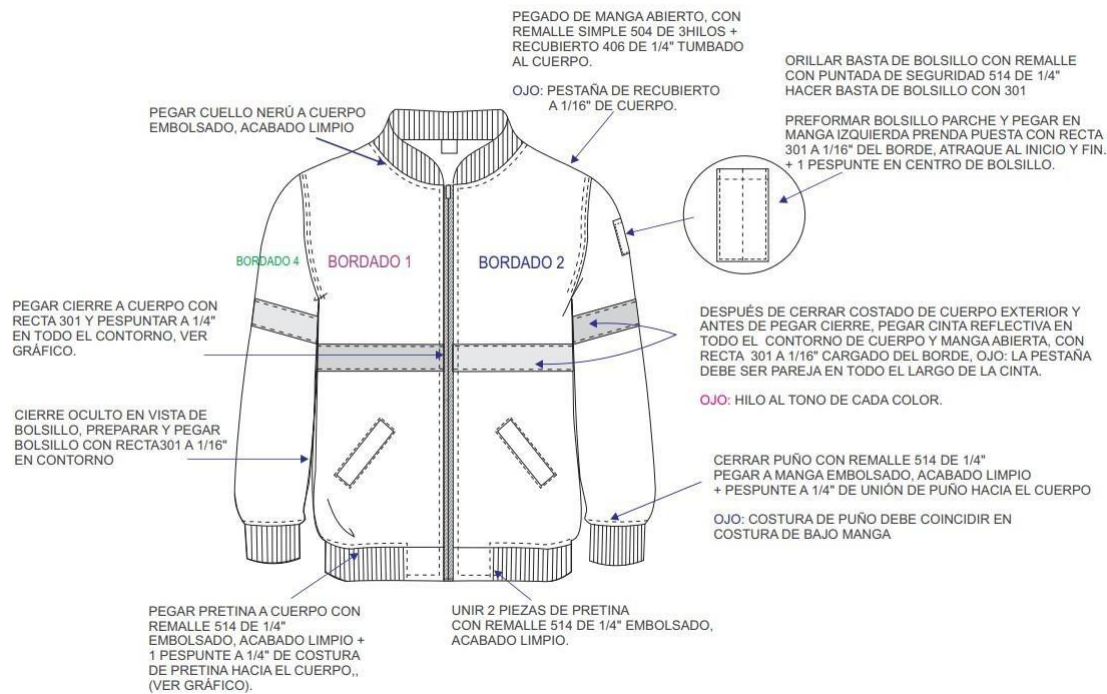 PEGADO DE MANGA ABIERTO, CON
REMALLE SIMPLE 504 DE 3HILOS +
RECUBIERTO 406 DE 1/4" TUMBADO
AL CUERPO.
OJO: PESTAÑA DE RECUBIERTO
A 1/16" DE CUERPO.
ORILLAR BASTA DE BOLSILLO CON REMALLE
CON PUNTADA DE SEGURIDAD 514 DE 1/4"
HACER BASTA DE BOLSILLO CON 301
PREFORMAR BOLSILLO PARCHE Y PEGAR EN
MANGA IZQUIERDA PRENDA PUESTA CON RECTA
301 A 1/16" DEL BORDE, ATRAQUE AL INICIO Y FIN.
+ 1 PESPUNTE EN CENTRO DE BOLSILLO.
PEGAR CUELLO NERÚ A CUERPO
EMBOLSADO, ACABADO LIMPIO
BORDADO 4
BORDADO 1
BORDADO 2
PEGAR CIERRE A CUERPO CON
RECTA 301 Y PESPUNTAR A 1/4"
EN TODO EL CONTORNO, VER
GRÁFICO.
DESPUÉS DE CERRAR COSTADO DE CUERPO EXTERIOR Y
ANTES DE PEGAR CIERRE, PEGAR CINTA REFLECTIVA EN
TODO EL CONTORNO DE CUERPO Y MANGA ABIERTA, CON
RECTA 301 A 1/16" CARGADO DEL BORDE, OJO: LA PESTAÑA
DEBE SER PAREJA EN TODO EL LARGO DE LA CINTA.
OJO: HILO AL TONO DE CADA COLOR.
CIERRE OCULTO EN VISTA DE
BOLSILLO, PREPARAR Y PEGAR
BOLSILLO CON RECTA301 A 1/16"
EN CONTORNO
CERRAR PUÑO CON REMALLE 514 DE 1/4"
PEGAR A MANGA EMBOLSADO, ACABADO LIMPIO
+ PESPUNTE A 1/4" DE UNIÓN DE PUÑO HACIA EL CUERPO
OJO: COSTURA DE PUÑO DEBE COINCIDIR EN
COSTURA DE BAJO MANGA
PEGAR PRETINA A CUERPO CON
REMALLE 514 DE 1/4"
EMBOLSADO, ACABADO LIMPIO +
1 PESPUNTE A 1/4" DE COSTURA
DE PRETINA HACIA EL CUERPO,,
(VER GRÁFICO).
UNIR 2 PIEZAS DE PRETINA
CON REMALLE 514 DE 1/4" EMBOLSADO,
ACABADO LIMPIO.